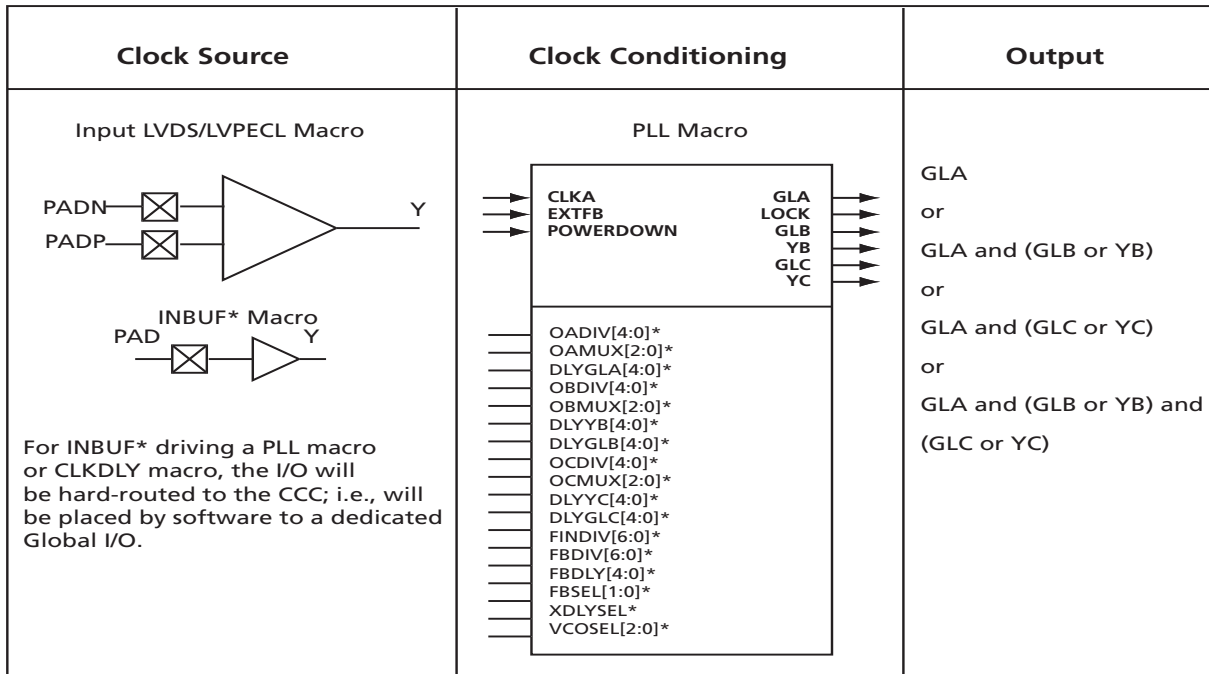 Clock Source
Clock Conditioning
Output
Input LVDS/LVPECL Macro
PADN
PADP
Y
INBUF* Macro
PAD
Y
For INBUF* driving a PLL macro
or CLKDLY macro, the I/O will
be hard-routed to the CCC; i.e., will
be placed by software to a dedicated
Global I/O.
PLL Macro
CLKA
EXTFB
POWERDOWN
GLA
LOCK
GLB
YB
GLC
YC
OADIV[4:0]*
OAMUX[2:0]*
DLYGLA[4:0]*
OBDIV[4:0]*
OBMUX[2:0]*
DLYYB[4:0]*
DLYGLB[4:0]*
OCDIV[4:0]*
OCMUX[2:0]*
DLYYC[4:0]*
DLYGLC[4:0]*
FINDIV[6:0]*
FBDIV[6:0]*
FBDLY[4:0]*
FBSEL[1:0]*
XDLYSEL*
VCOSEL[2:0]*
GLA
or
GLA and (GLB or YB)
or
GLA and (GLC or YC)
or
GLA and (GLB or YB) and
(GLC or YC)